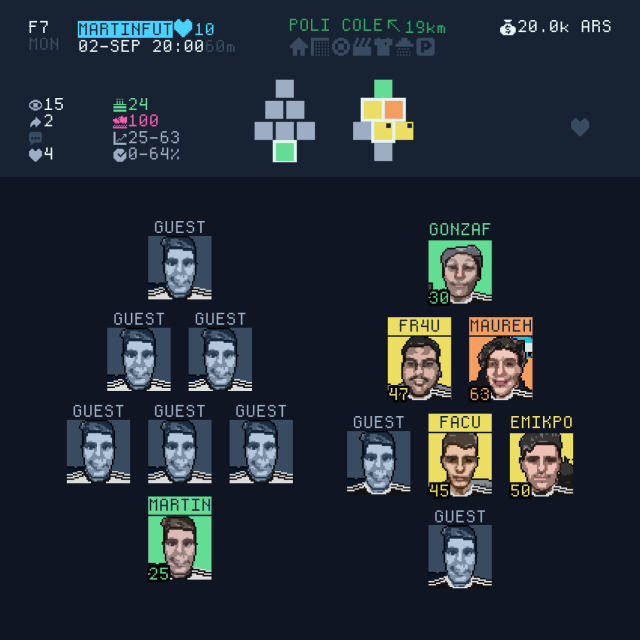 F7 MARTINFUT 10 POLI COLE 19km 20.0k ARS
MON 02-SEP 20:00 60m
15 24
2 100
25-63
4 0-64%
GUEST GONZAF
30
GUEST GUEST FR4U MAUREH
47 63
GUEST GUEST GUEST GUEST FACU EMIKPO
45 50
MARTIN GUEST
25